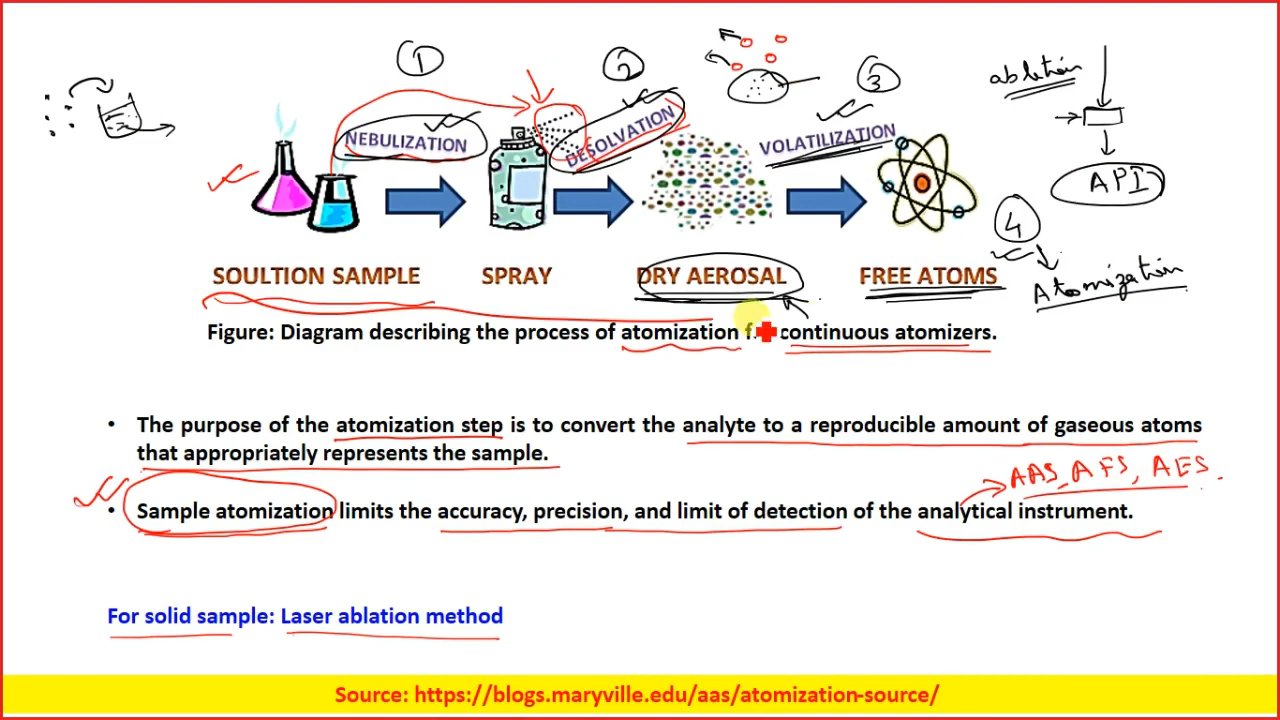 1
2
3
ablation
NEBULIZATION
DESOLVATION
VOLATILIZATION
API
4
Atomization
SOULTION SAMPLE
SPRAY
DRY AEROSAL
FREE ATOMS
Figure: Diagram describing the process of atomization f continuous atomizers.
• The purpose of the atomization step is to convert the analyte to a reproducible amount of gaseous atoms
that appropriately represents the sample.
AAS, AFS, AES
• Sample atomization limits the accuracy, precision, and limit of detection of the analytical instrument.
For solid sample: Laser ablation method
Source: https://blogs.maryville.edu/aas/atomization-source/